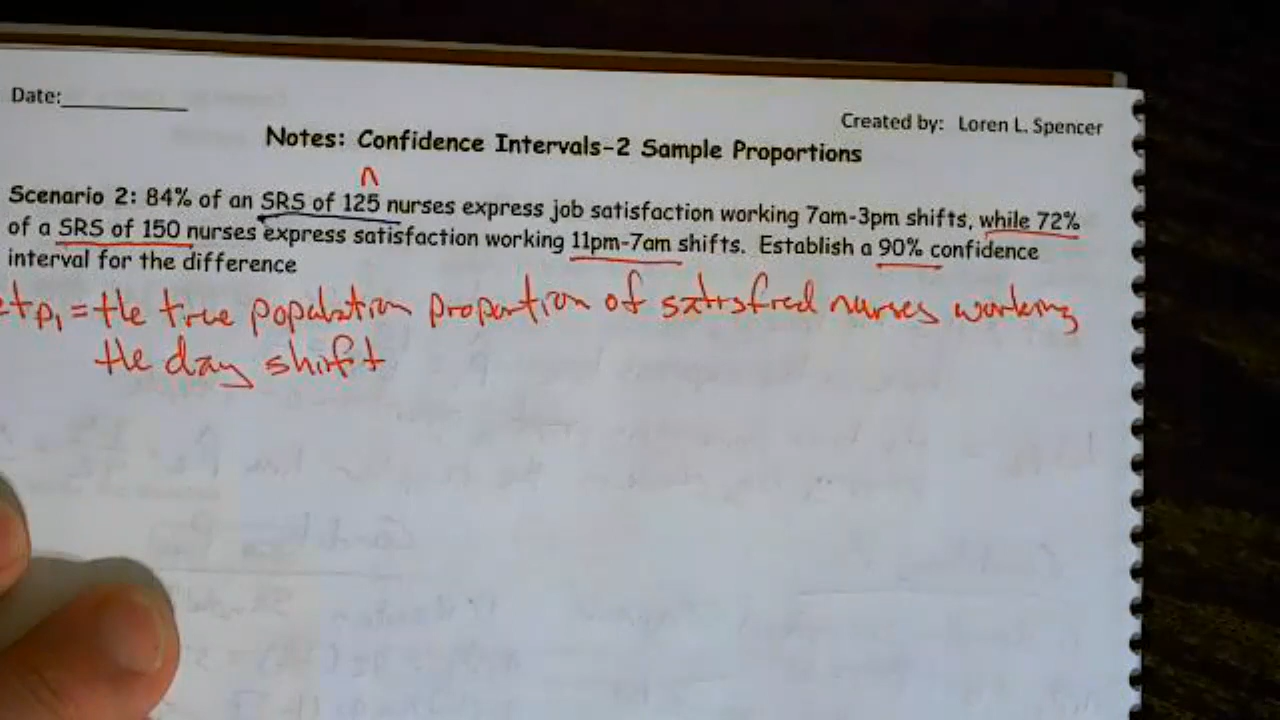 Date:__________
Created by: Loren L. Spencer
Notes: Confidence Intervals-2 Sample Proportions
n
Scenario 2: 84% of an SRS of 125 nurses express job satisfaction working 7am-3pm shifts, while 72%
of a SRS of 150 nurses express satisfaction working 11pm-7am shifts. Establish a 90% confidence
interval for the difference
et p₁ = the true population proportion of satisfied nurses working
the day shift